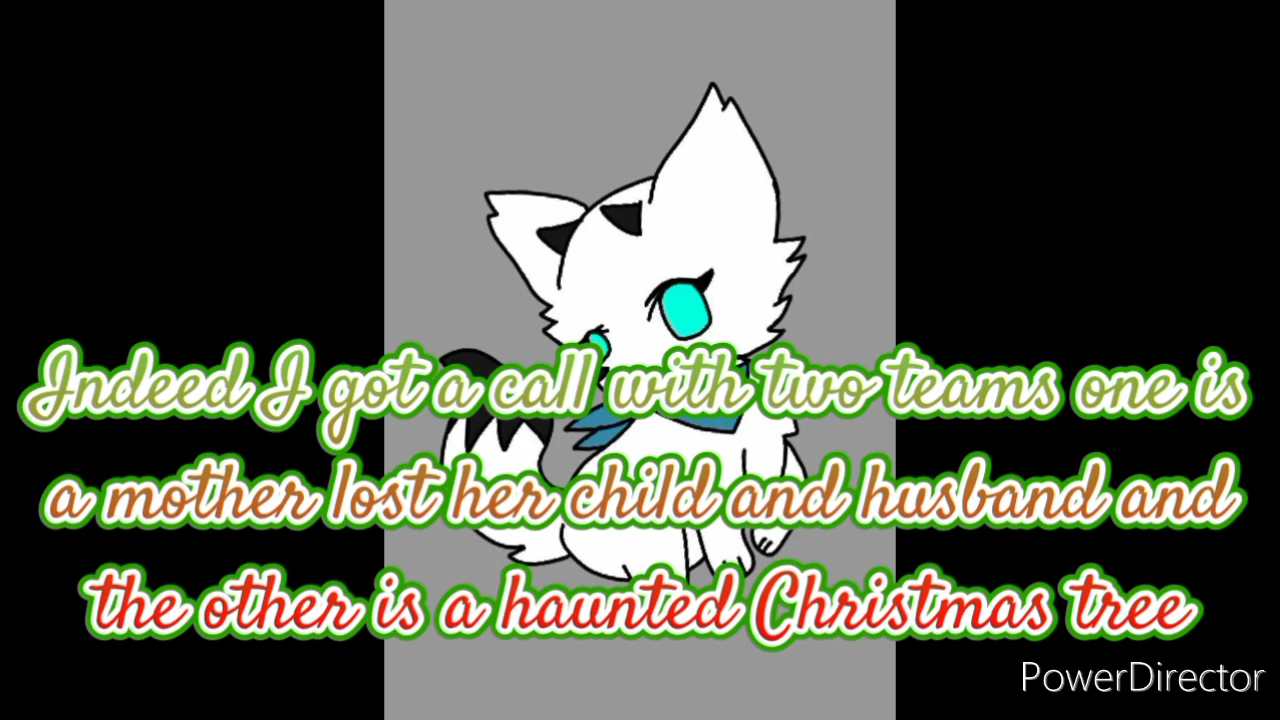 Indeed I got a call with two teams one is
a mother lost her child and husband and
the other is a haunted Christmas tree
PowerDirector